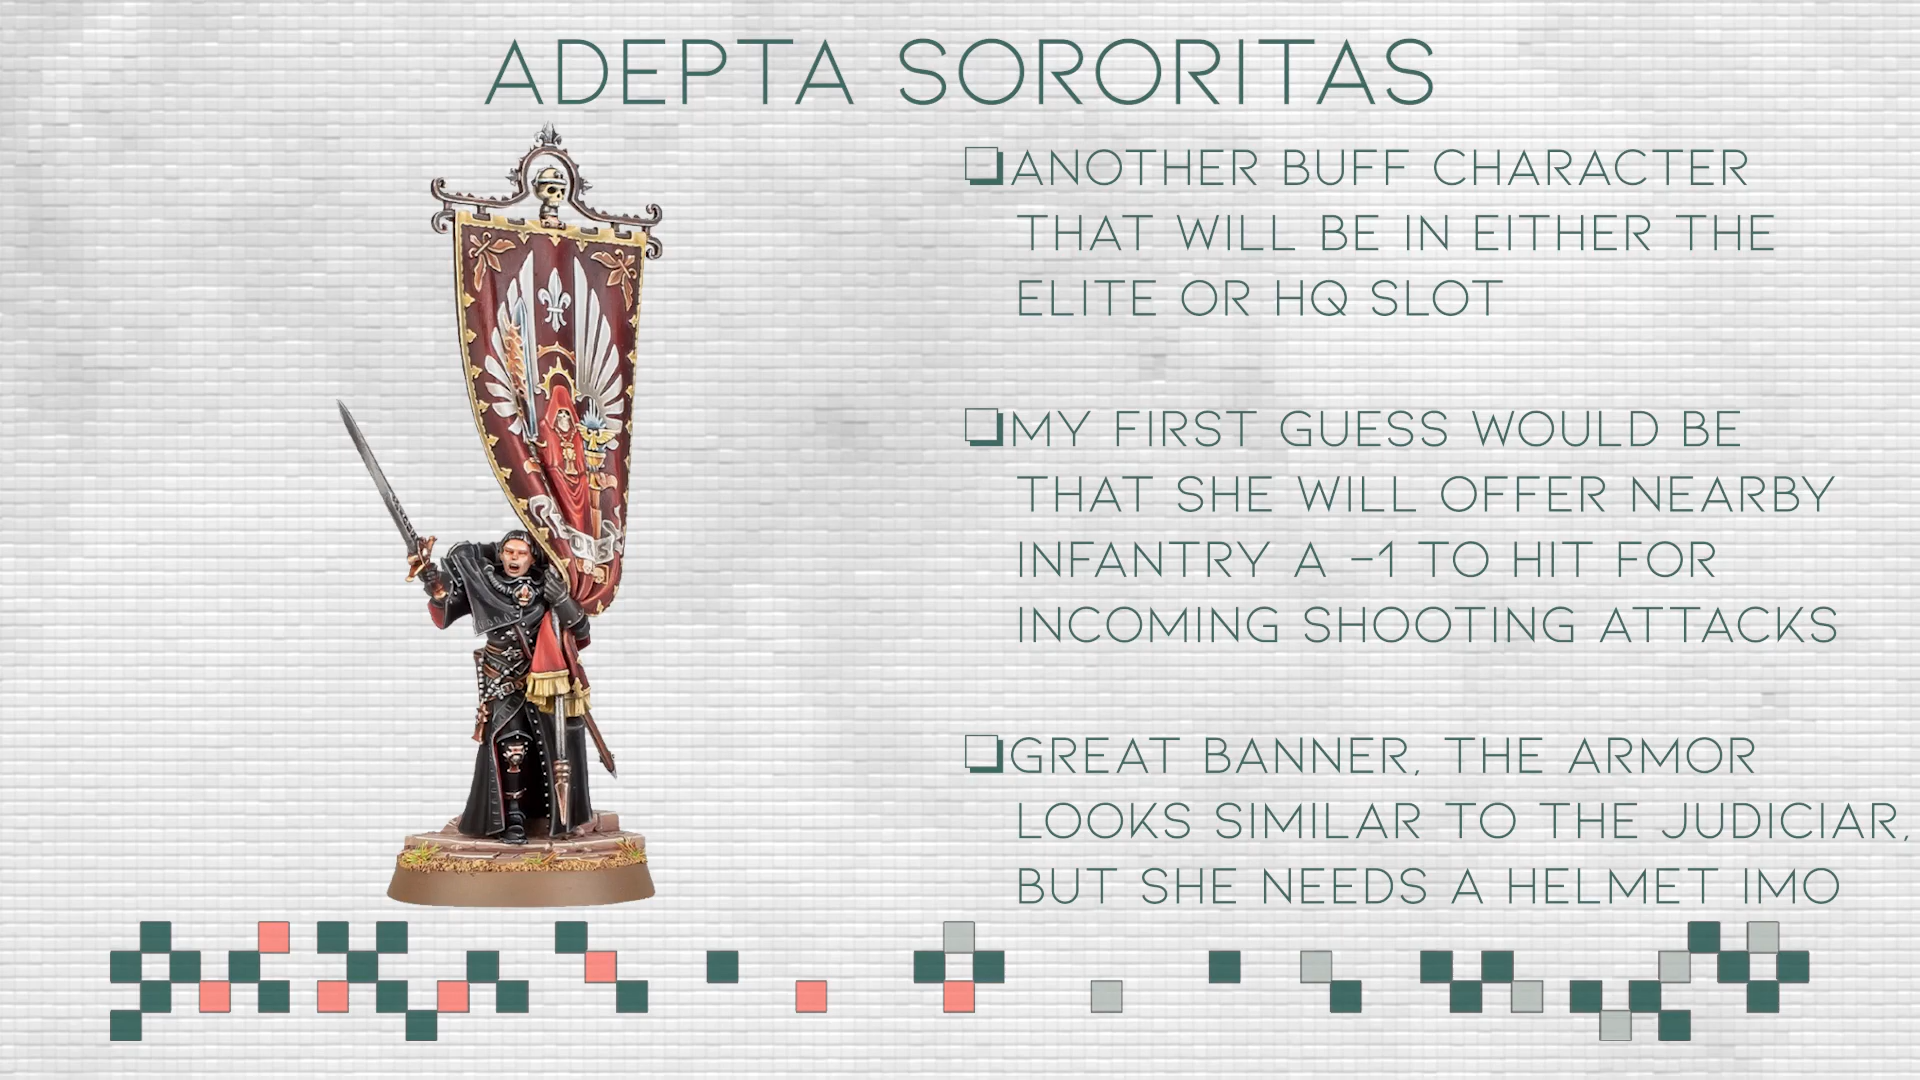 ADEPTA SORORITAS
❑ANOTHER BUFF CHARACTER
THAT WILL BE IN EITHER THE
ELITE OR HQ SLOT
❑MY FIRST GUESS WOULD BE
THAT SHE WILL OFFER NEARBY
INFANTRY A -1 TO HIT FOR
INCOMING SHOOTING ATTACKS
❑GREAT BANNER, THE ARMOR
LOOKS SIMILAR TO THE JUDICIAR,
BUT SHE NEEDS A HELMET IMO